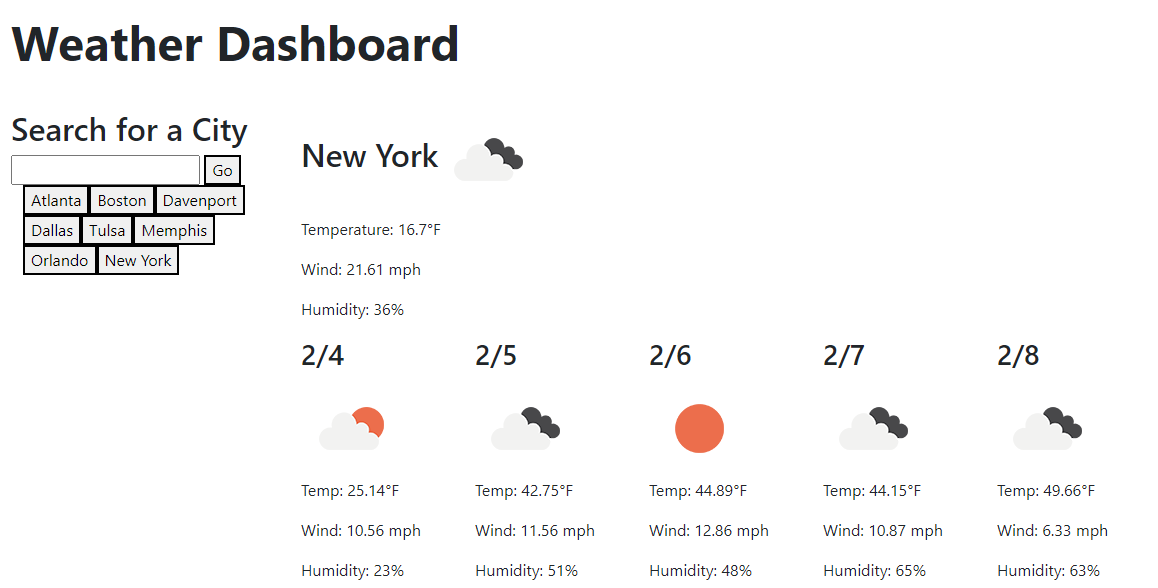 Weather Dashboard
Search for a City
Go
Atlanta Boston Davenport
Dallas Tulsa Memphis
Orlando New York
New York
Temperature: 16.7°F
Wind: 21.61 mph
Humidity: 36%
2/4 2/5 2/6 2/7 2/8
Temp: 25.14°F Temp: 42.75°F Temp: 44.89°F Temp: 44.15°F Temp: 49.66°F
Wind: 10.56 mph Wind: 11.56 mph Wind: 12.86 mph Wind: 10.87 mph Wind: 6.33 mph
Humidity: 23% Humidity: 51% Humidity: 48% Humidity: 65% Humidity: 63%